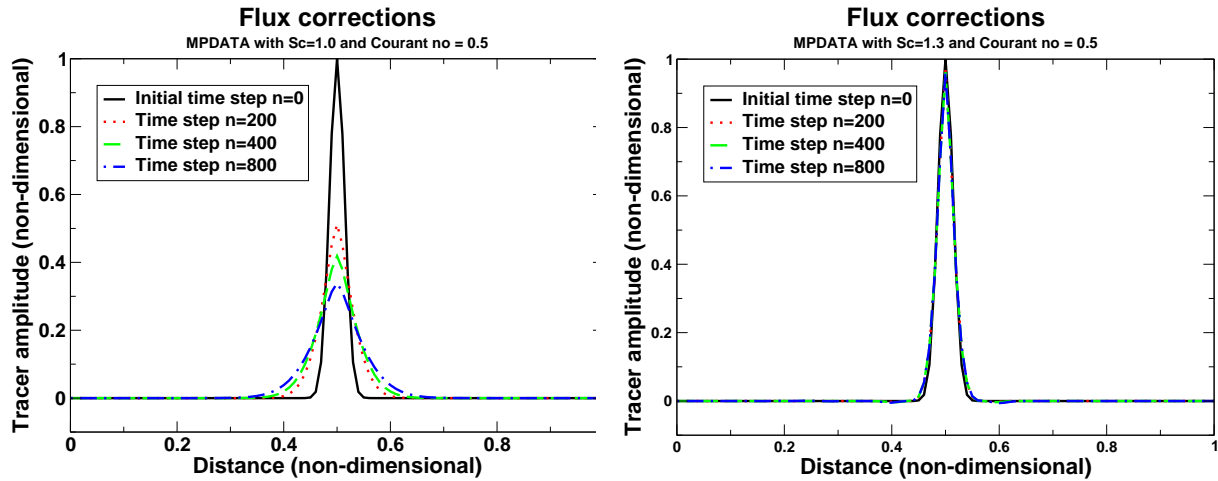 Flux corrections
MPDATA with Sc=1.0 and Courant no = 0.5
Tracer amplitude (non-dimensional)
1
0.8
0.6
0.4
0.2
0
Initial time step n=0
Time step n=200
Time step n=400
Time step n=800
0 0.2 0.4 0.6 0.8
Distance (non-dimensional)
Flux corrections
MPDATA with Sc=1.3 and Courant no = 0.5
Tracer amplitude (non-dimensional)
1
0.8
0.6
0.4
0.2
0
Initial time step n=0
Time step n=200
Time step n=400
Time step n=800
0 0.2 0.4 0.6 0.8 1
Distance (non-dimensional)